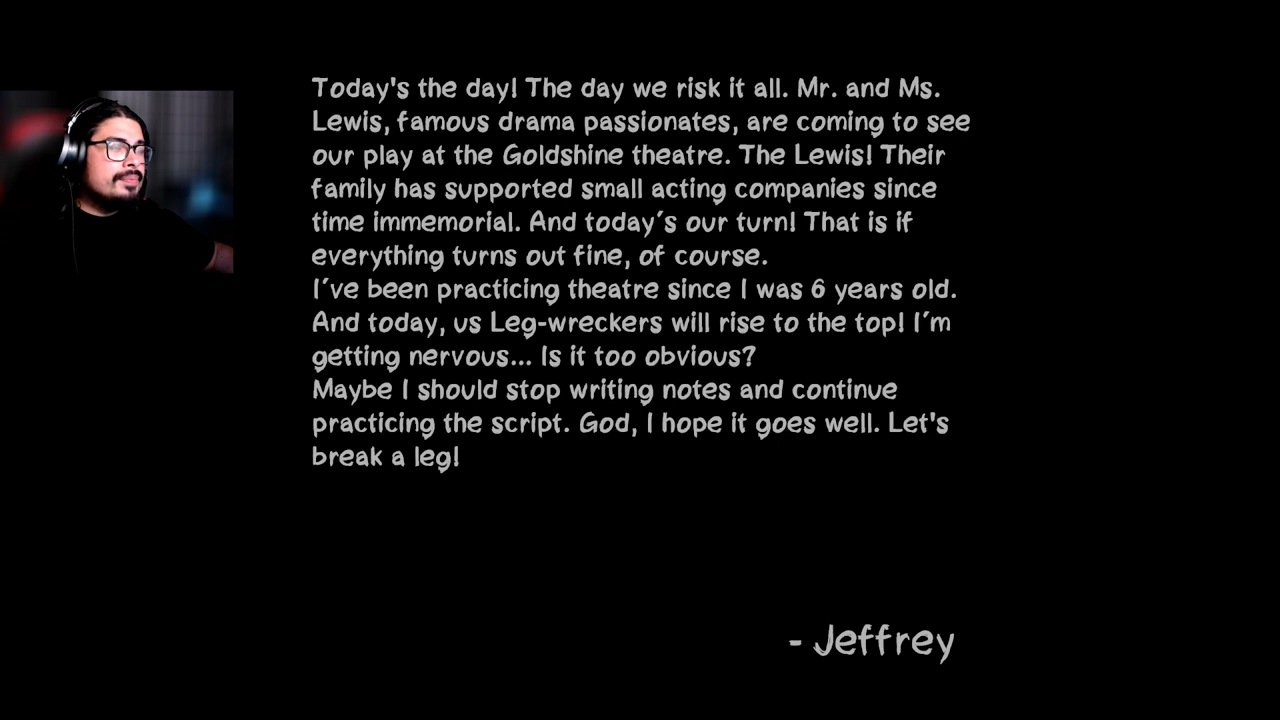 Today's the day! The day we risk it all. Mr. and Ms.
Lewis, famous drama passionates, are coming to see
our play at the Goldshine theatre. The Lewis! Their
family has supported small acting companies since
time immemorial. And today´s our turn! That is if
everything turns out fine, of course.
I´ve been practicing theatre since I was 6 years old.
And today, us Leg-wreckers will rise to the top! I´m
getting nervous... Is it too obvious?
Maybe I should stop writing notes and continue
practicing the script. God, I hope it goes well. Let's
break a leg!
- Jeffrey